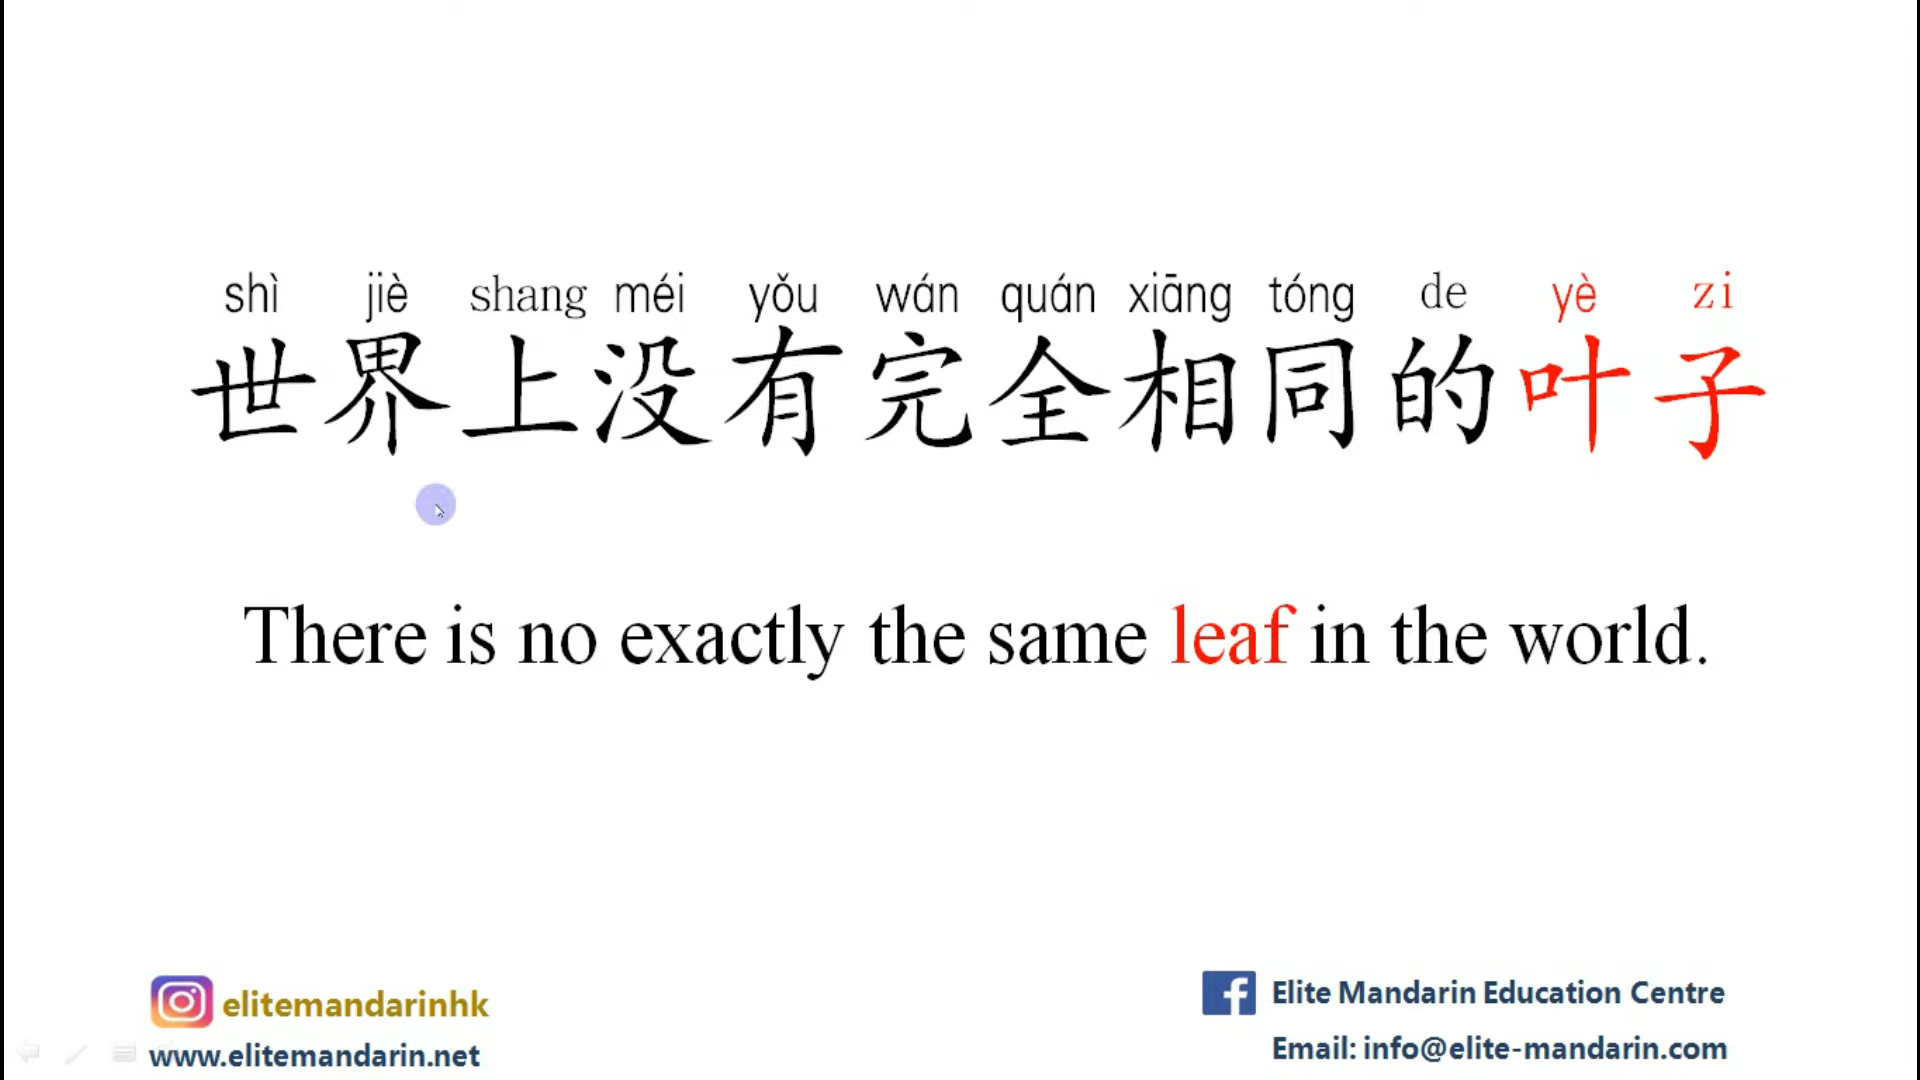 shì jiè shang méi yǒu wán quán xiāng tóng de yè zi
世界上没有完全相同的叶子
There is no exactly the same leaf in the world.
elitemandarinhk
www.elitemandarin.net
Elite Mandarin Education Centre
Email: info@elite-mandarin.com